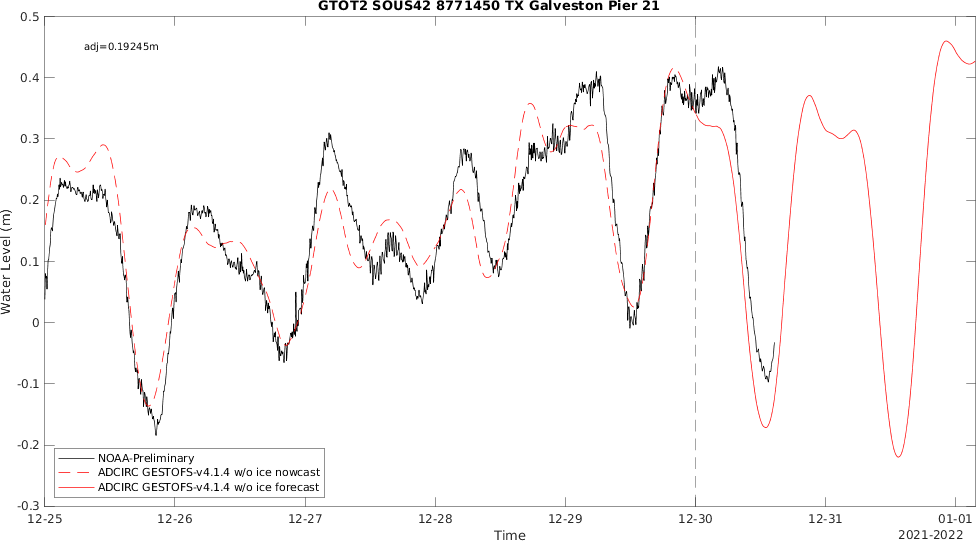 GTOT2 SOUS42 8771450 TX Galveston Pier 21
0.5
adj=0.19245m
0.4
0.3
0.2
0.1
0
-0.1
-0.2
-0.3
Water Level (m)
NOAA-Preliminary
ADCIRC GESTOFS-v4.1.4 w/o ice nowcast
ADCIRC GESTOFS-v4.1.4 w/o ice forecast
12-25 12-26 12-27 12-28 12-29 12-30 12-31 01-01
Time
2021-2022